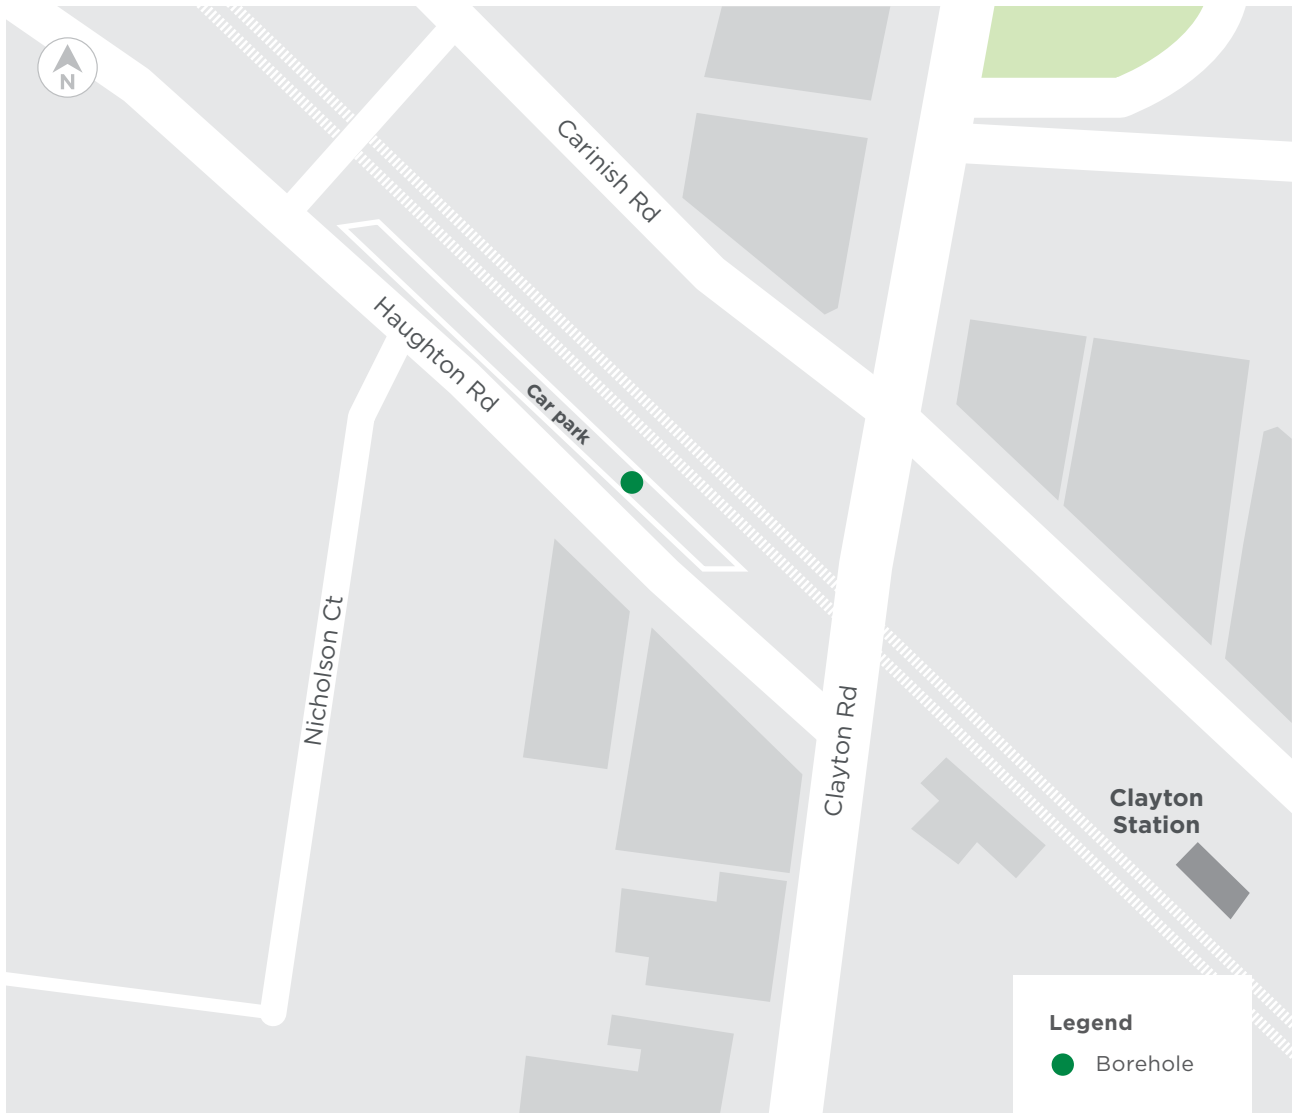 N
Carinish Rd
Haughton Rd
Car park
Nicholson Ct
Clayton Rd
Clayton
Station
Legend
Borehole